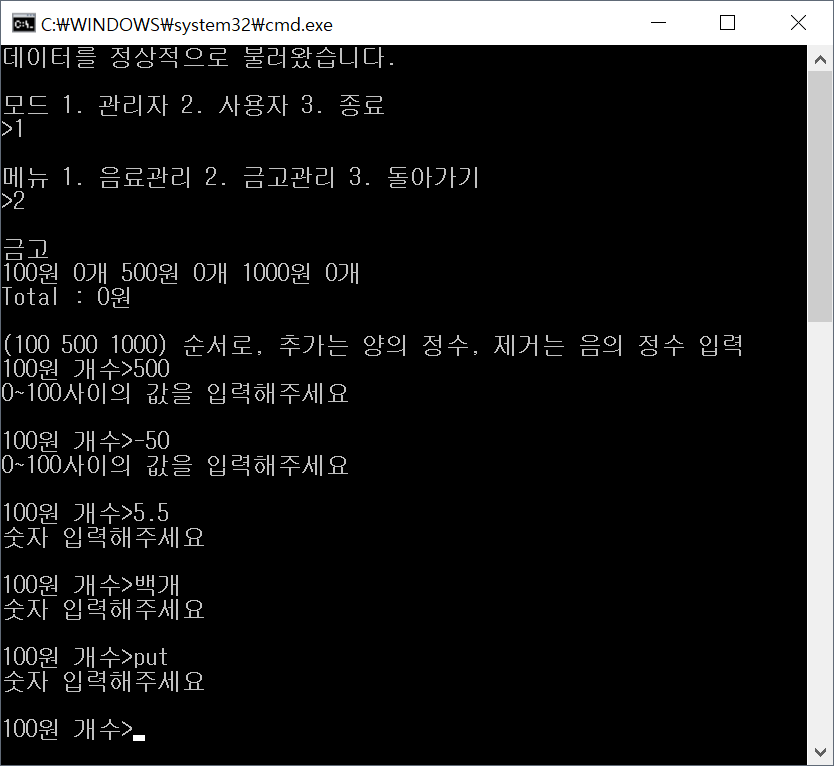 C:₩WINDOWS₩system32₩cmd.exe
데이터를 정상적으로 불러왔습니다.
모드 1. 관리자 2. 사용자 3. 종료
>1
메뉴 1. 음료관리 2. 금고관리 3. 돌아가기
>2
금고
100원 0개 500원 0개 1000원 0개
Total : 0원
(100 500 1000) 순서로, 추가는 양의 정수, 제거는 음의 정수 입력
100원 개수>500
0~100사이의 값을 입력해주세요
100원 개수>-50
0~100사이의 값을 입력해주세요
100원 개수>5.5
숫자 입력해주세요
100원 개수>백개
숫자 입력해주세요
100원 개수>put
숫자 입력해주세요
100원 개수>